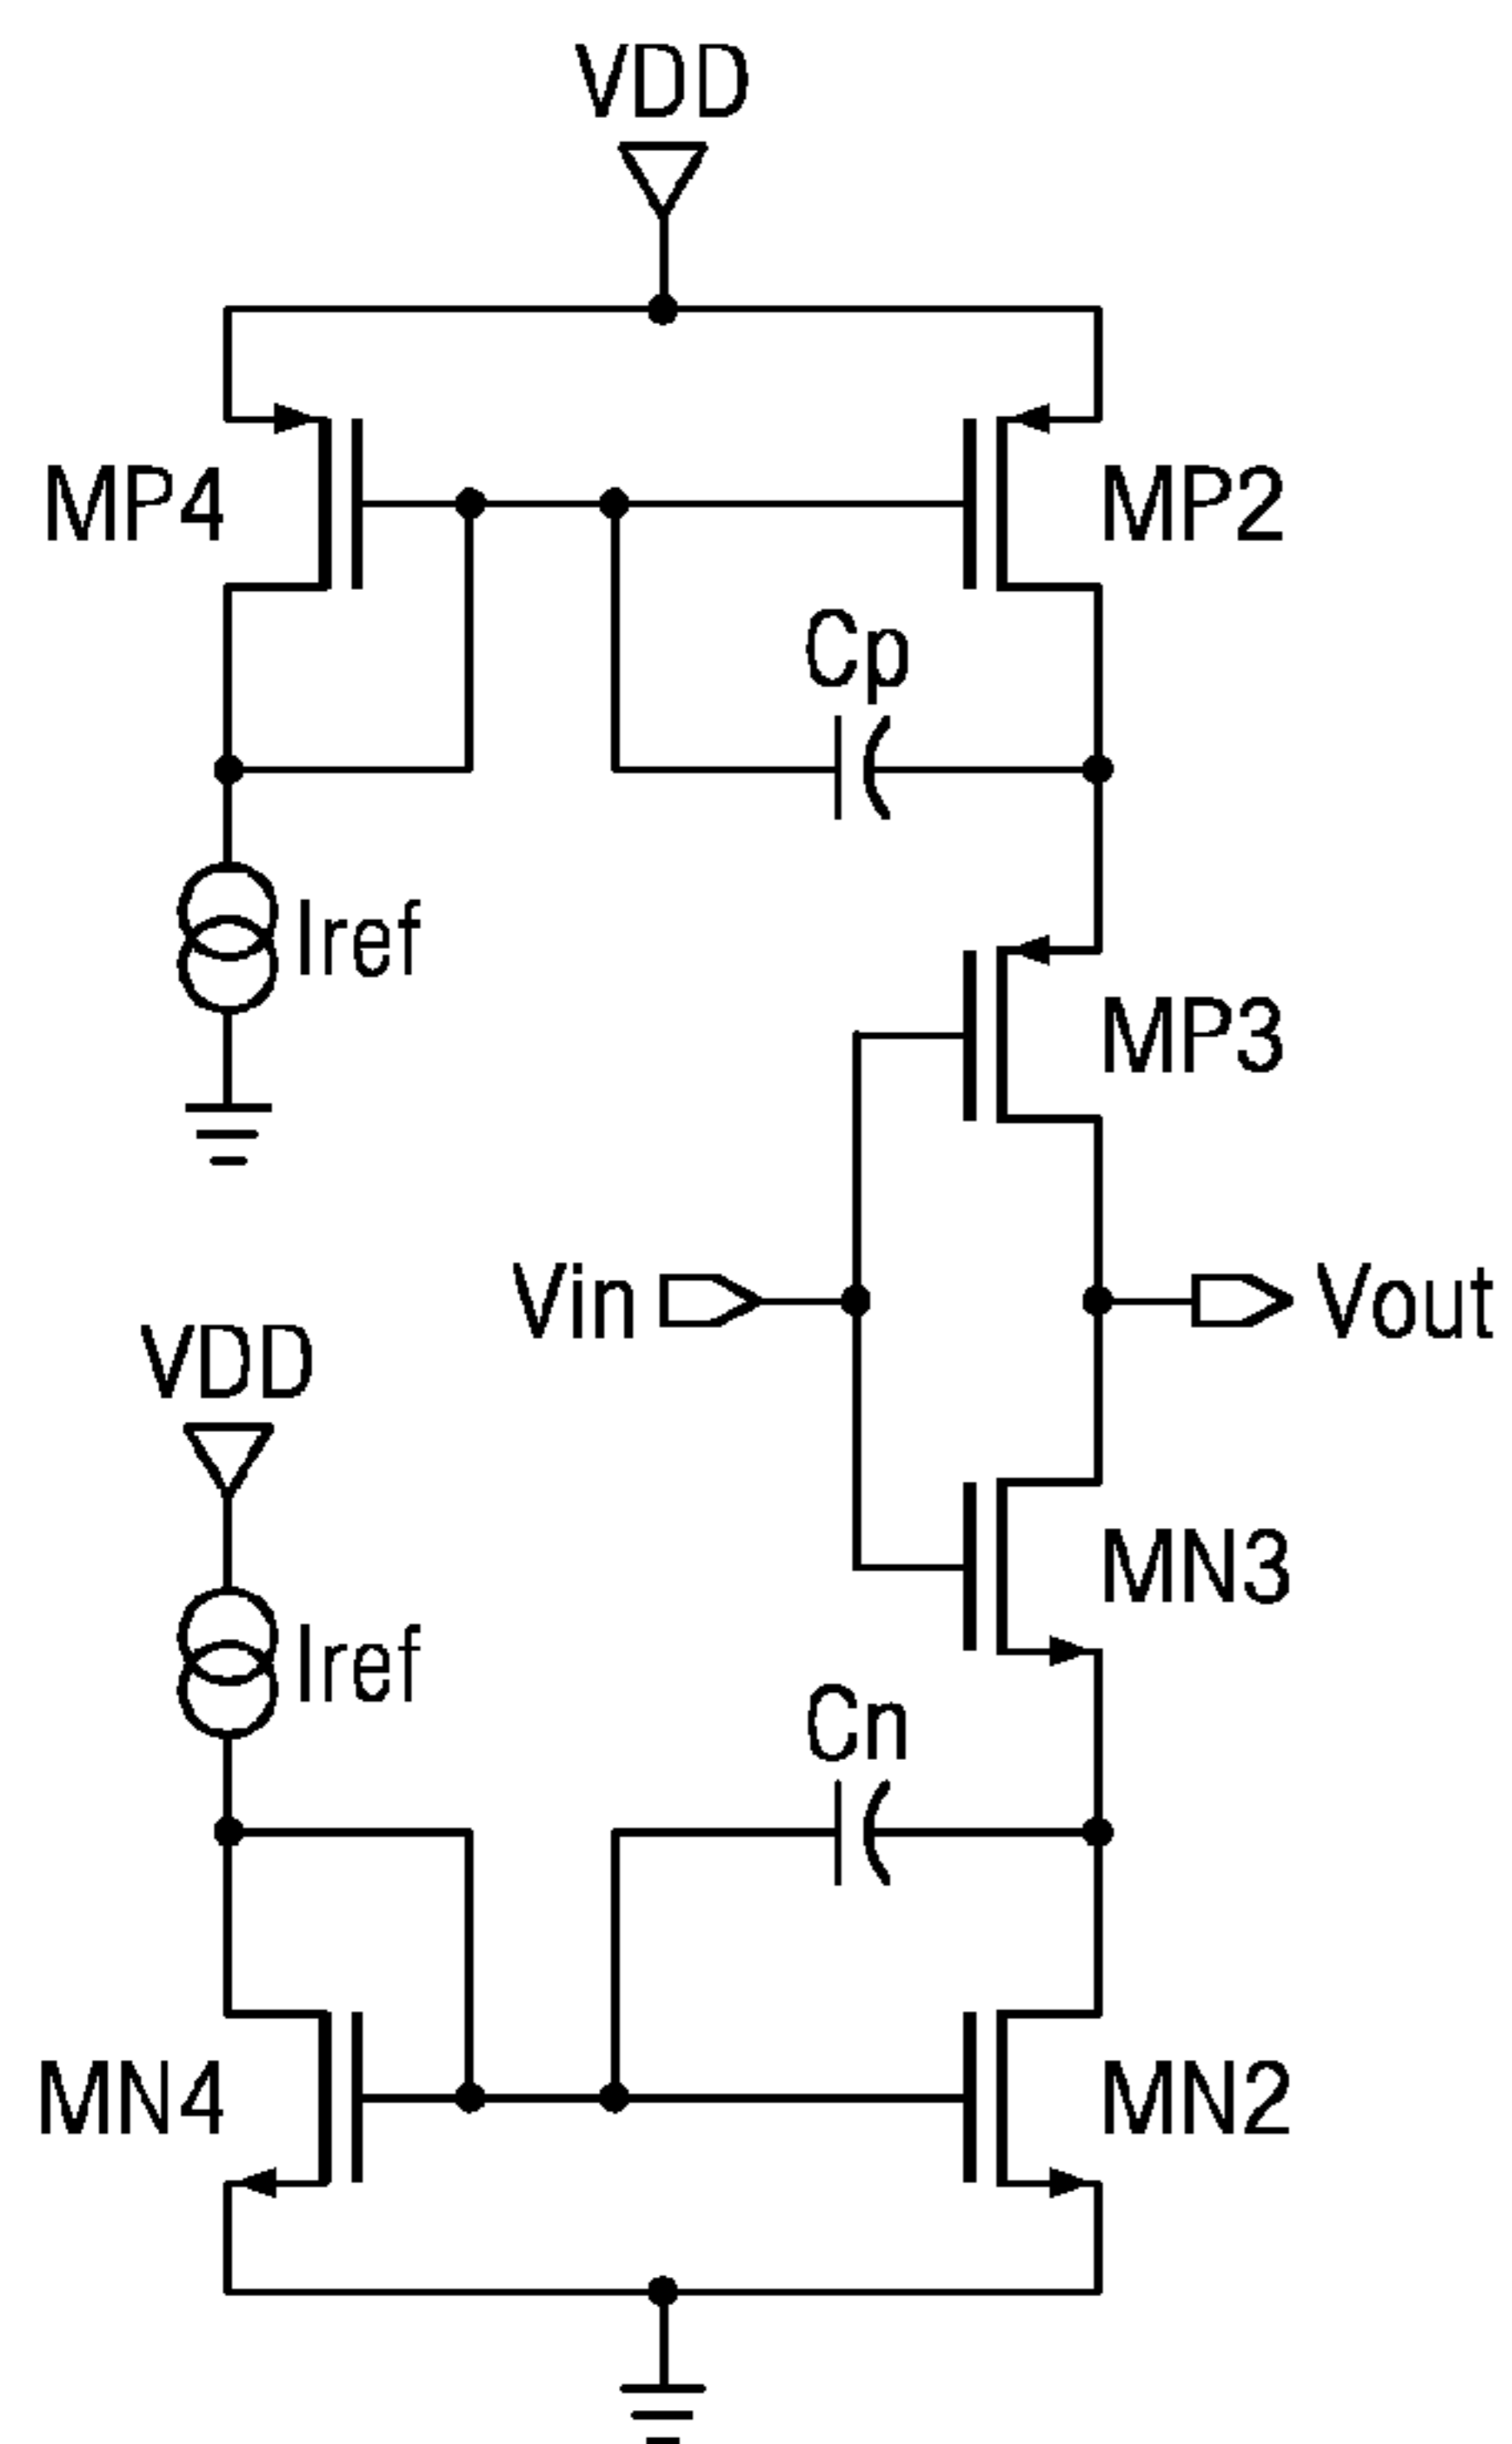 VDD
MP4
MP2
Cp
Iref
MP3
Vin
Vout
VDD
MN3
Iref
Cn
MN4
MN2